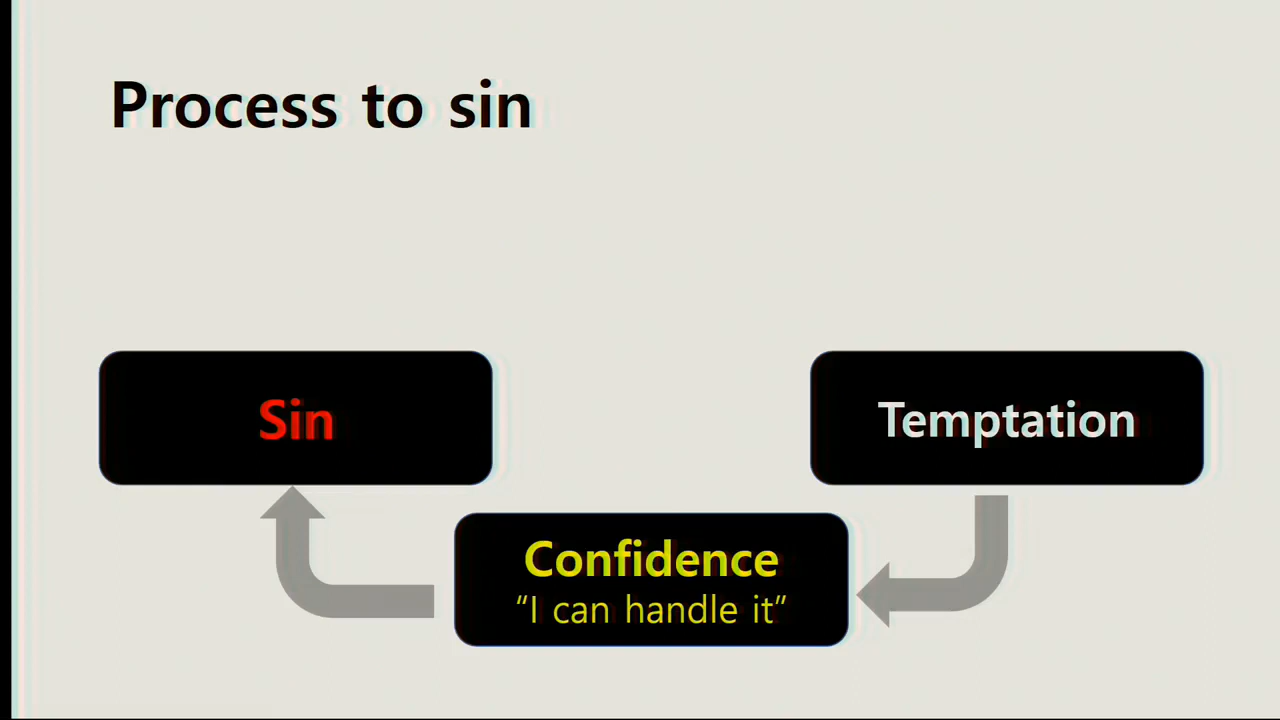 Process to sin
Sin
Temptation
Confidence
“I can handle it”